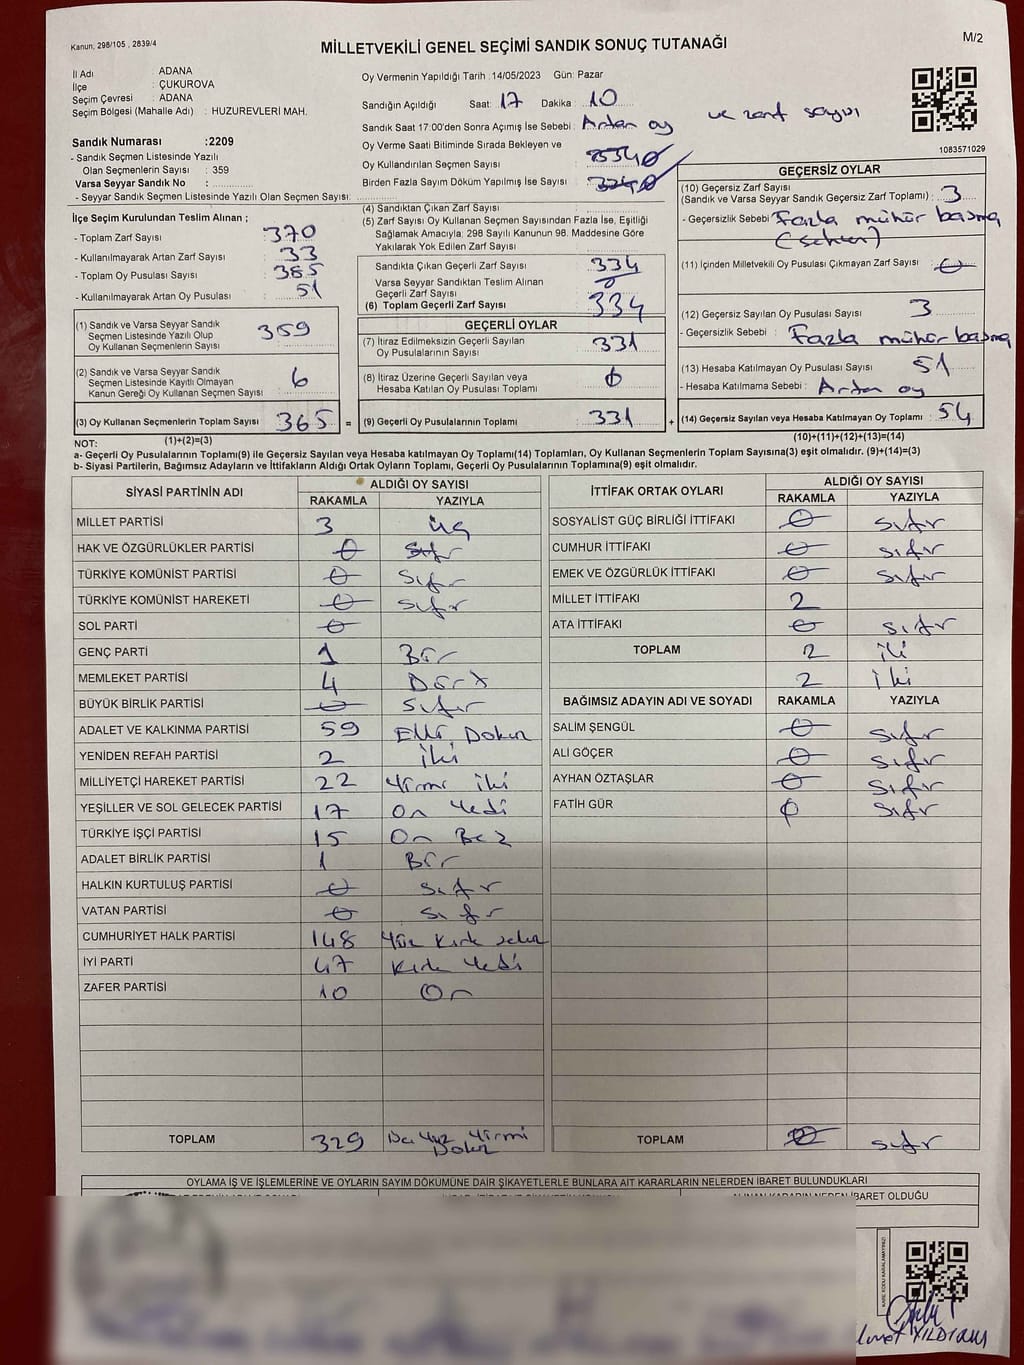 Kanun, 298/105 , 2839/4
MİLLETVEKİLİ GENEL SEÇİMİ SANDIK SONUÇ TUTANAĞI
M/2
İl Adı : ADANA
İlçe : ÇUKUROVA
Seçim Çevresi : ADANA
Seçim Bölgesi (Mahalle Adı) : HUZUREVLERİ MAH.
Sandık Numarası :2209
- Sandık Seçmen Listesinde Yazılı
Olan Seçmenlerin Sayısı : 359
Varsa Seyyar Sandık No :
- Seyyar Sandık Seçmen Listesinde Yazılı Olan Seçmen Sayısı:
Oy Vermenin Yapıldığı Tarih :14/05/2023 Gün: Pazar
Sandığın Açıldığı Saat: 17 Dakika : 10
Sandık Saat 17:00'den Sonra Açımış İse Sebebi : Artan oy ve zarf sayısı
Oy Verme Saati Bitiminde Sırada Bekleyen ve
Oy Kullandırılan Seçmen Sayısı
Birden Fazla Sayım Döküm Yapılmış İse Sayısı
1083571029
İlçe Seçim Kurulundan Teslim Alınan ;
- Toplam Zarf Sayısı : 370
- Kullanılmayarak Artan Zarf Sayısı : 33
- Toplam Oy Pusulası Sayısı : 385
- Kullanılmayarak Artan Oy Pusulası : 51
(1) Sandık ve Varsa Seyyar Sandık
Seçmen Listesinde Yazılı Olup
Oy Kullanan Seçmenlerin Sayısı 359
(2) Sandık ve Varsa Seyyar Sandık
Seçmen Listesinde Kayıtlı Olmayan
Kanun Gereği Oy Kullanan Seçmen Sayısı 6
(3) Oy Kullanan Seçmenlerin Toplam Sayısı 365 =
(1)+(2)=(3)
(4) Sandıktan Çıkan Zarf Sayısı
(5) Zarf Sayısı Oy Kullanan Seçmen Sayısından Fazla İse, Eşitliği
Sağlamak Amacıyla; 298 Sayılı Kanunun 98. Maddesine Göre
Yakılarak Yok Edilen Zarf Sayısı
Sandıkta Çıkan Geçerli Zarf Sayısı 334
Varsa Seyyar Sandıktan Teslim Alınan
Geçerli Zarf Sayısı : 0
(6) Toplam Geçerli Zarf Sayısı : 334
GEÇERLİ OYLAR
(7) İtiraz Edilmeksizin Geçerli Sayılan
Oy Pusulalarının Sayısı : 331
(8) İtiraz Üzerine Geçerli Sayılan veya
Hesaba Katılan Oy Pusulası Toplamı 0
(9) Geçerli Oy Pusulalarının Toplamı 331 +
GEÇERSİZ OYLAR
(10) Geçersiz Zarf Sayısı
(Sandık ve Varsa Seyyar Sandık Geçersiz Zarf Toplamı) : 3
- Geçersizlik Sebebi : Fazla mühür basma
(11) İçinden Milletvekili Oy Pusulası Çıkmayan Zarf Sayısı : 0
(12) Geçersiz Sayılan Oy Pusulası Sayısı : 3
- Geçersizlik Sebebi : Fazla mühür basma
(13) Hesaba Katılmayan Oy Pusulası Sayısı : 51
- Hesaba Katılmama Sebebi : Artan oy
(14) Geçersiz Sayılan veya Hesaba Katılmayan Oy Toplamı : 54
(10)+(11)+(12)+(13)=(14)
NOT:
a- Geçerli Oy Pusulalarının Toplamı(9) ile Geçersiz Sayılan veya Hesaba katılmayan Oy Toplamı(14) Toplamları, Oy Kullanan Seçmenlerin Toplam Sayısına(3) eşit olmalıdır. (9)+(14)=(3)
b- Siyasi Partilerin, Bağımsız Adayların ve İttifakların Aldığı Ortak Oyların Toplamı, Geçerli Oy Pusulalarının Toplamına(9) eşit olmalıdır.
SİYASİ PARTİNİN ADI ALDIĞI OY SAYISI
RAKAMLA YAZIYLA
MİLLET PARTİSİ 3 üç
HAK VE ÖZGÜRLÜKLER PARTİSİ 0 sıfır
TÜRKİYE KOMÜNİST PARTİSİ 0 sıfır
TÜRKİYE KOMÜNİST HAREKETİ 0 sıfır
SOL PARTİ 0
GENÇ PARTİ 1 Bir
MEMLEKET PARTİSİ 4 Dört
BÜYÜK BİRLİK PARTİSİ 0 sıfır
ADALET VE KALKINMA PARTİSİ 59 Elli Dokuz
YENİDEN REFAH PARTİSİ 2 iki
MİLLİYETÇİ HAREKET PARTİSİ 22 Yirmi iki
YEŞİLLER VE SOL GELECEK PARTİSİ 17 On Yedi
TÜRKİYE İŞÇİ PARTİSİ 15 On Beş
ADALET BİRLİK PARTİSİ 1 Bir
HALKIN KURTULUŞ PARTİSİ 0 sıfır
VATAN PARTİSİ 0 sıfır
CUMHURİYET HALK PARTİSİ 148 Yüz Kırk sekiz
İYİ PARTİ 47 Kırk Yedi
ZAFER PARTİSİ 10 On
TOPLAM 329 Yirmi
Dokuz
İTTİFAK ORTAK OYLARI ALDIĞI OY SAYISI
RAKAMLA YAZIYLA
SOSYALİST GÜÇ BİRLİĞİ İTTİFAKI 0 sıfır
CUMHUR İTTİFAKI 0 sıfır
EMEK VE ÖZGÜRLÜK İTTİFAKI 0 sıfır
MİLLET İTTİFAKI 2
ATA İTTİFAKI 0 sıfır
TOPLAM 2 iki
2 iki
BAĞIMSIZ ADAYIN ADI VE SOYADI RAKAMLA YAZIYLA
SALİM ŞENGÜL 0 sıfır
ALİ GÖÇER 0 sıfır
AYHAN ÖZTAŞLAR 0 sıfır
FATİH GÜR 0 sıfır
TOPLAM sıfır
OYLAMA İŞ VE İŞLEMLERİNE VE OYLARIN SAYIM DÖKÜMÜNE DAİR ŞİKAYETLERLE BUNLARA AİT KARARLARIN NELERDEN İBARET BULUNDUKLARI
KARE KODU KARALAMAYINIZ!
YILDIRIM